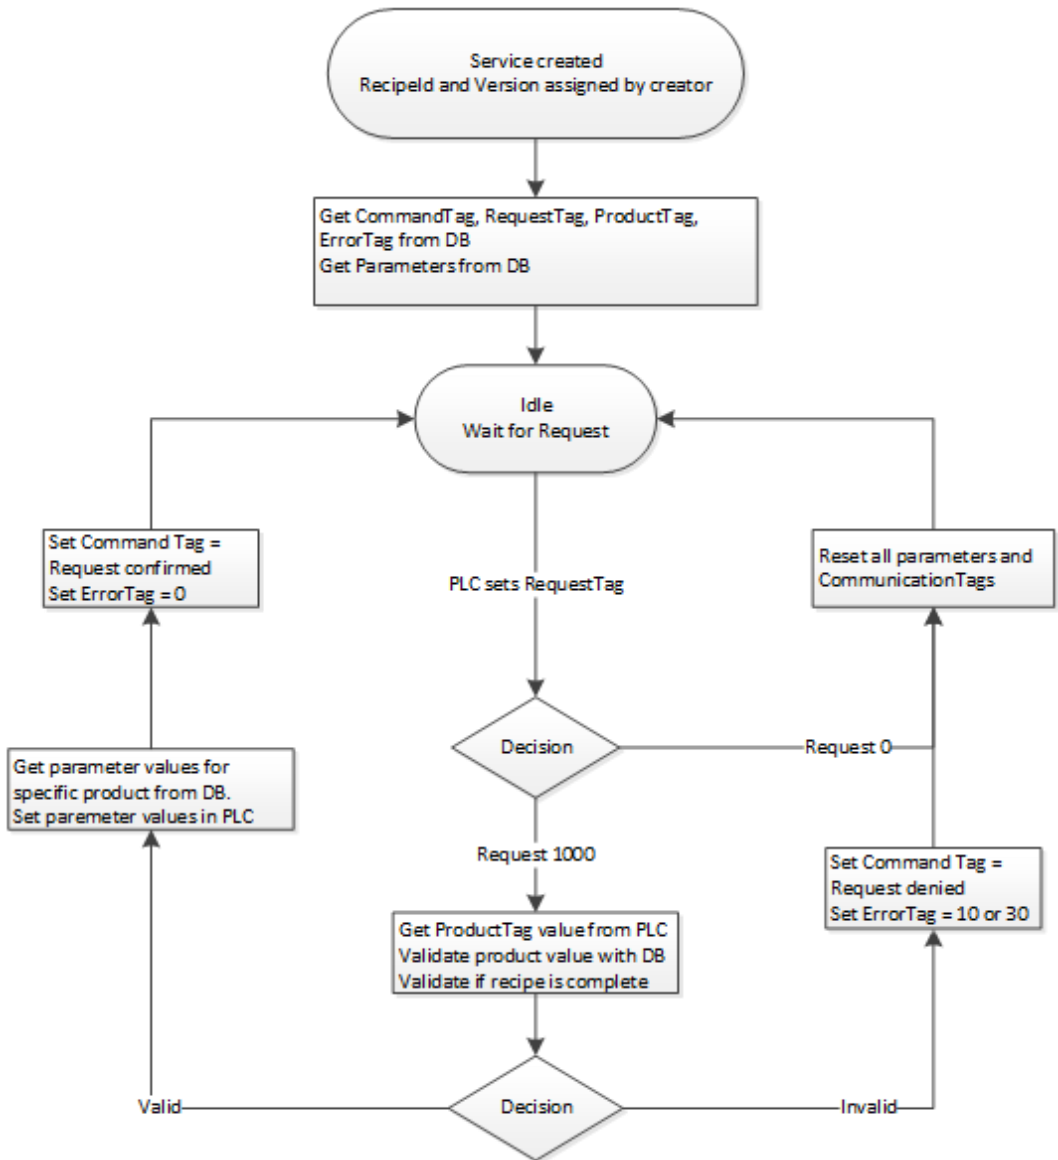 Service created
RecipeId and Version assigned by creator
Get CommandTag, RequestTag, ProductTag,
ErrorTag from DB
Get Parameters from DB
Idle
Wait for Request
Set Command Tag =
Request confirmed
Set ErrorTag = 0
PLC sets RequestTag
Reset all parameters and
CommunicationTags
Decision
Request 0
Get parameter values for
specific product from DB.
Set paremeter values in PLC
Request 1000
Set Command Tag =
Request denied
Set ErrorTag = 10 or 30
Get ProductTag value from PLC
Validate product value with DB
Validate if recipe is complete
Valid
Decision
Invalid